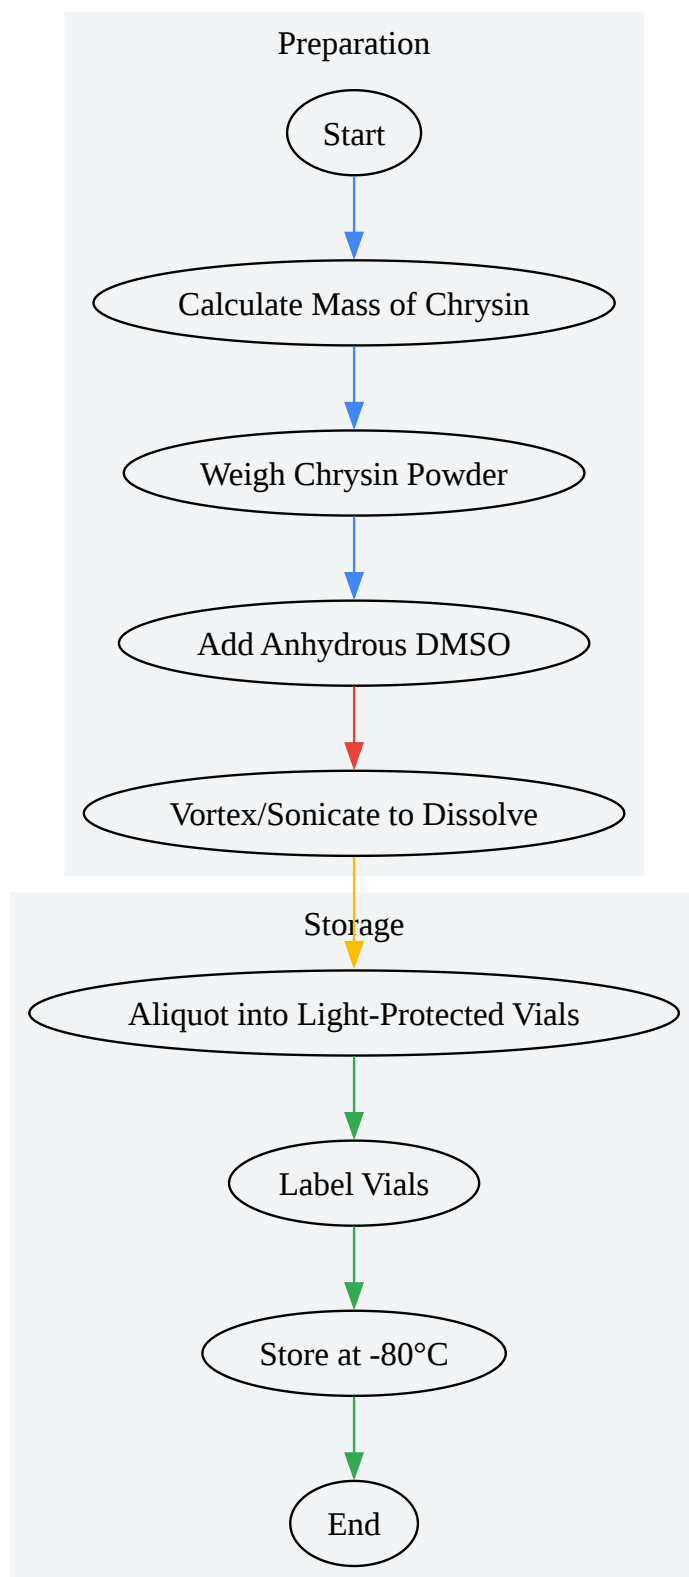 Preparation
Start
Calculate Mass of Chrysin
Weigh Chrysin Powder
Add Anhydrous DMSO
Vortex/Sonicate to Dissolve
Storage
Aliquot into Light-Protected Vials
Label Vials
Store at -80°C
End